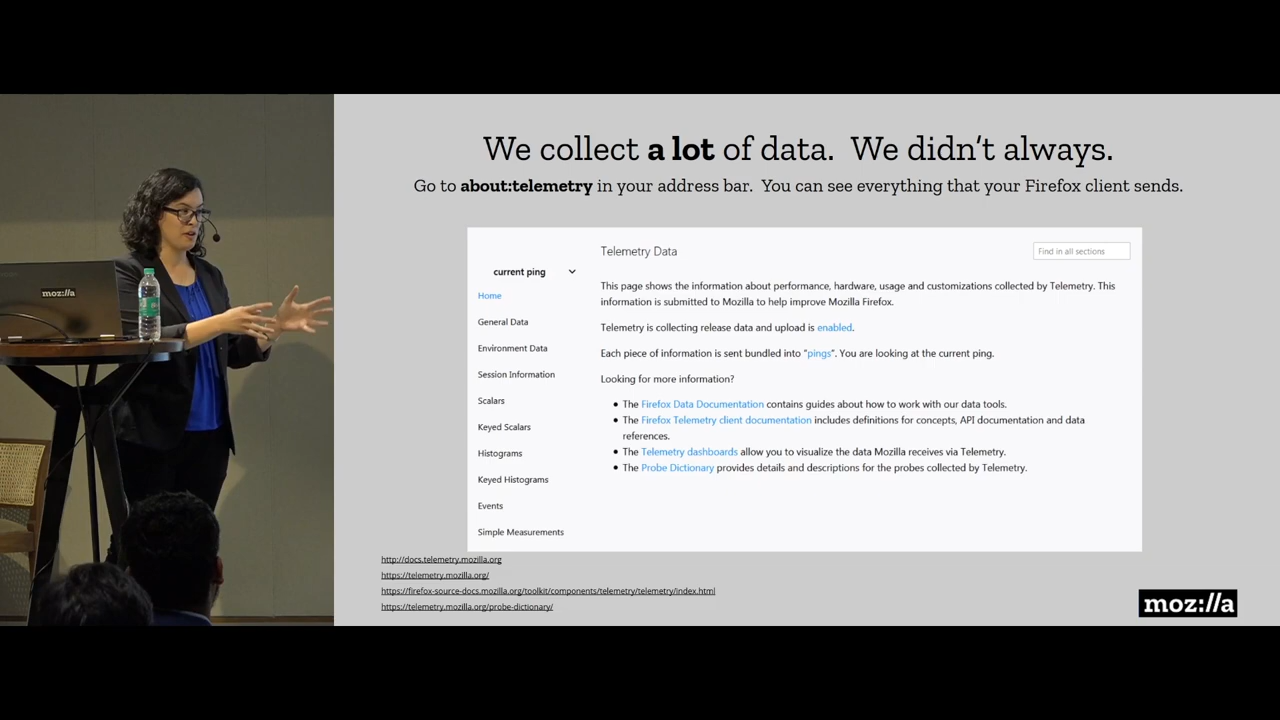 We collect a lot of data. We didn't always.
Go to about:telemetry in your address bar. You can see everything that your Firefox client sends.
Telemetry Data
Find in all sections
current ping
Home
General Data
Environment Data
Session Information
Scalars
Keyed Scalars
Histograms
Keyed Histograms
Events
Simple Measurements
This page shows the information about performance, hardware, usage and customizations collected by Telemetry. This
information is submitted to Mozilla to help improve Mozilla Firefox.
Telemetry is collecting release data and upload is enabled.
Each piece of information is sent bundled into "pings". You are looking at the current ping.
Looking for more information?
• The Firefox Data Documentation contains guides about how to work with our data tools.
• The Firefox Telemetry client documentation includes definitions for concepts, API documentation and data
references.
• The Telemetry dashboards allow you to visualize the data Mozilla receives via Telemetry.
• The Probe Dictionary provides details and descriptions for the probes collected by Telemetry.
http://docs.telemetry.mozilla.org
https://telemetry.mozilla.org/
https://firefox-source-docs.mozilla.org/toolkit/components/telemetry/telemetry/index.html
https://telemetry.mozilla.org/probe-dictionary/
moz://a
moz://a